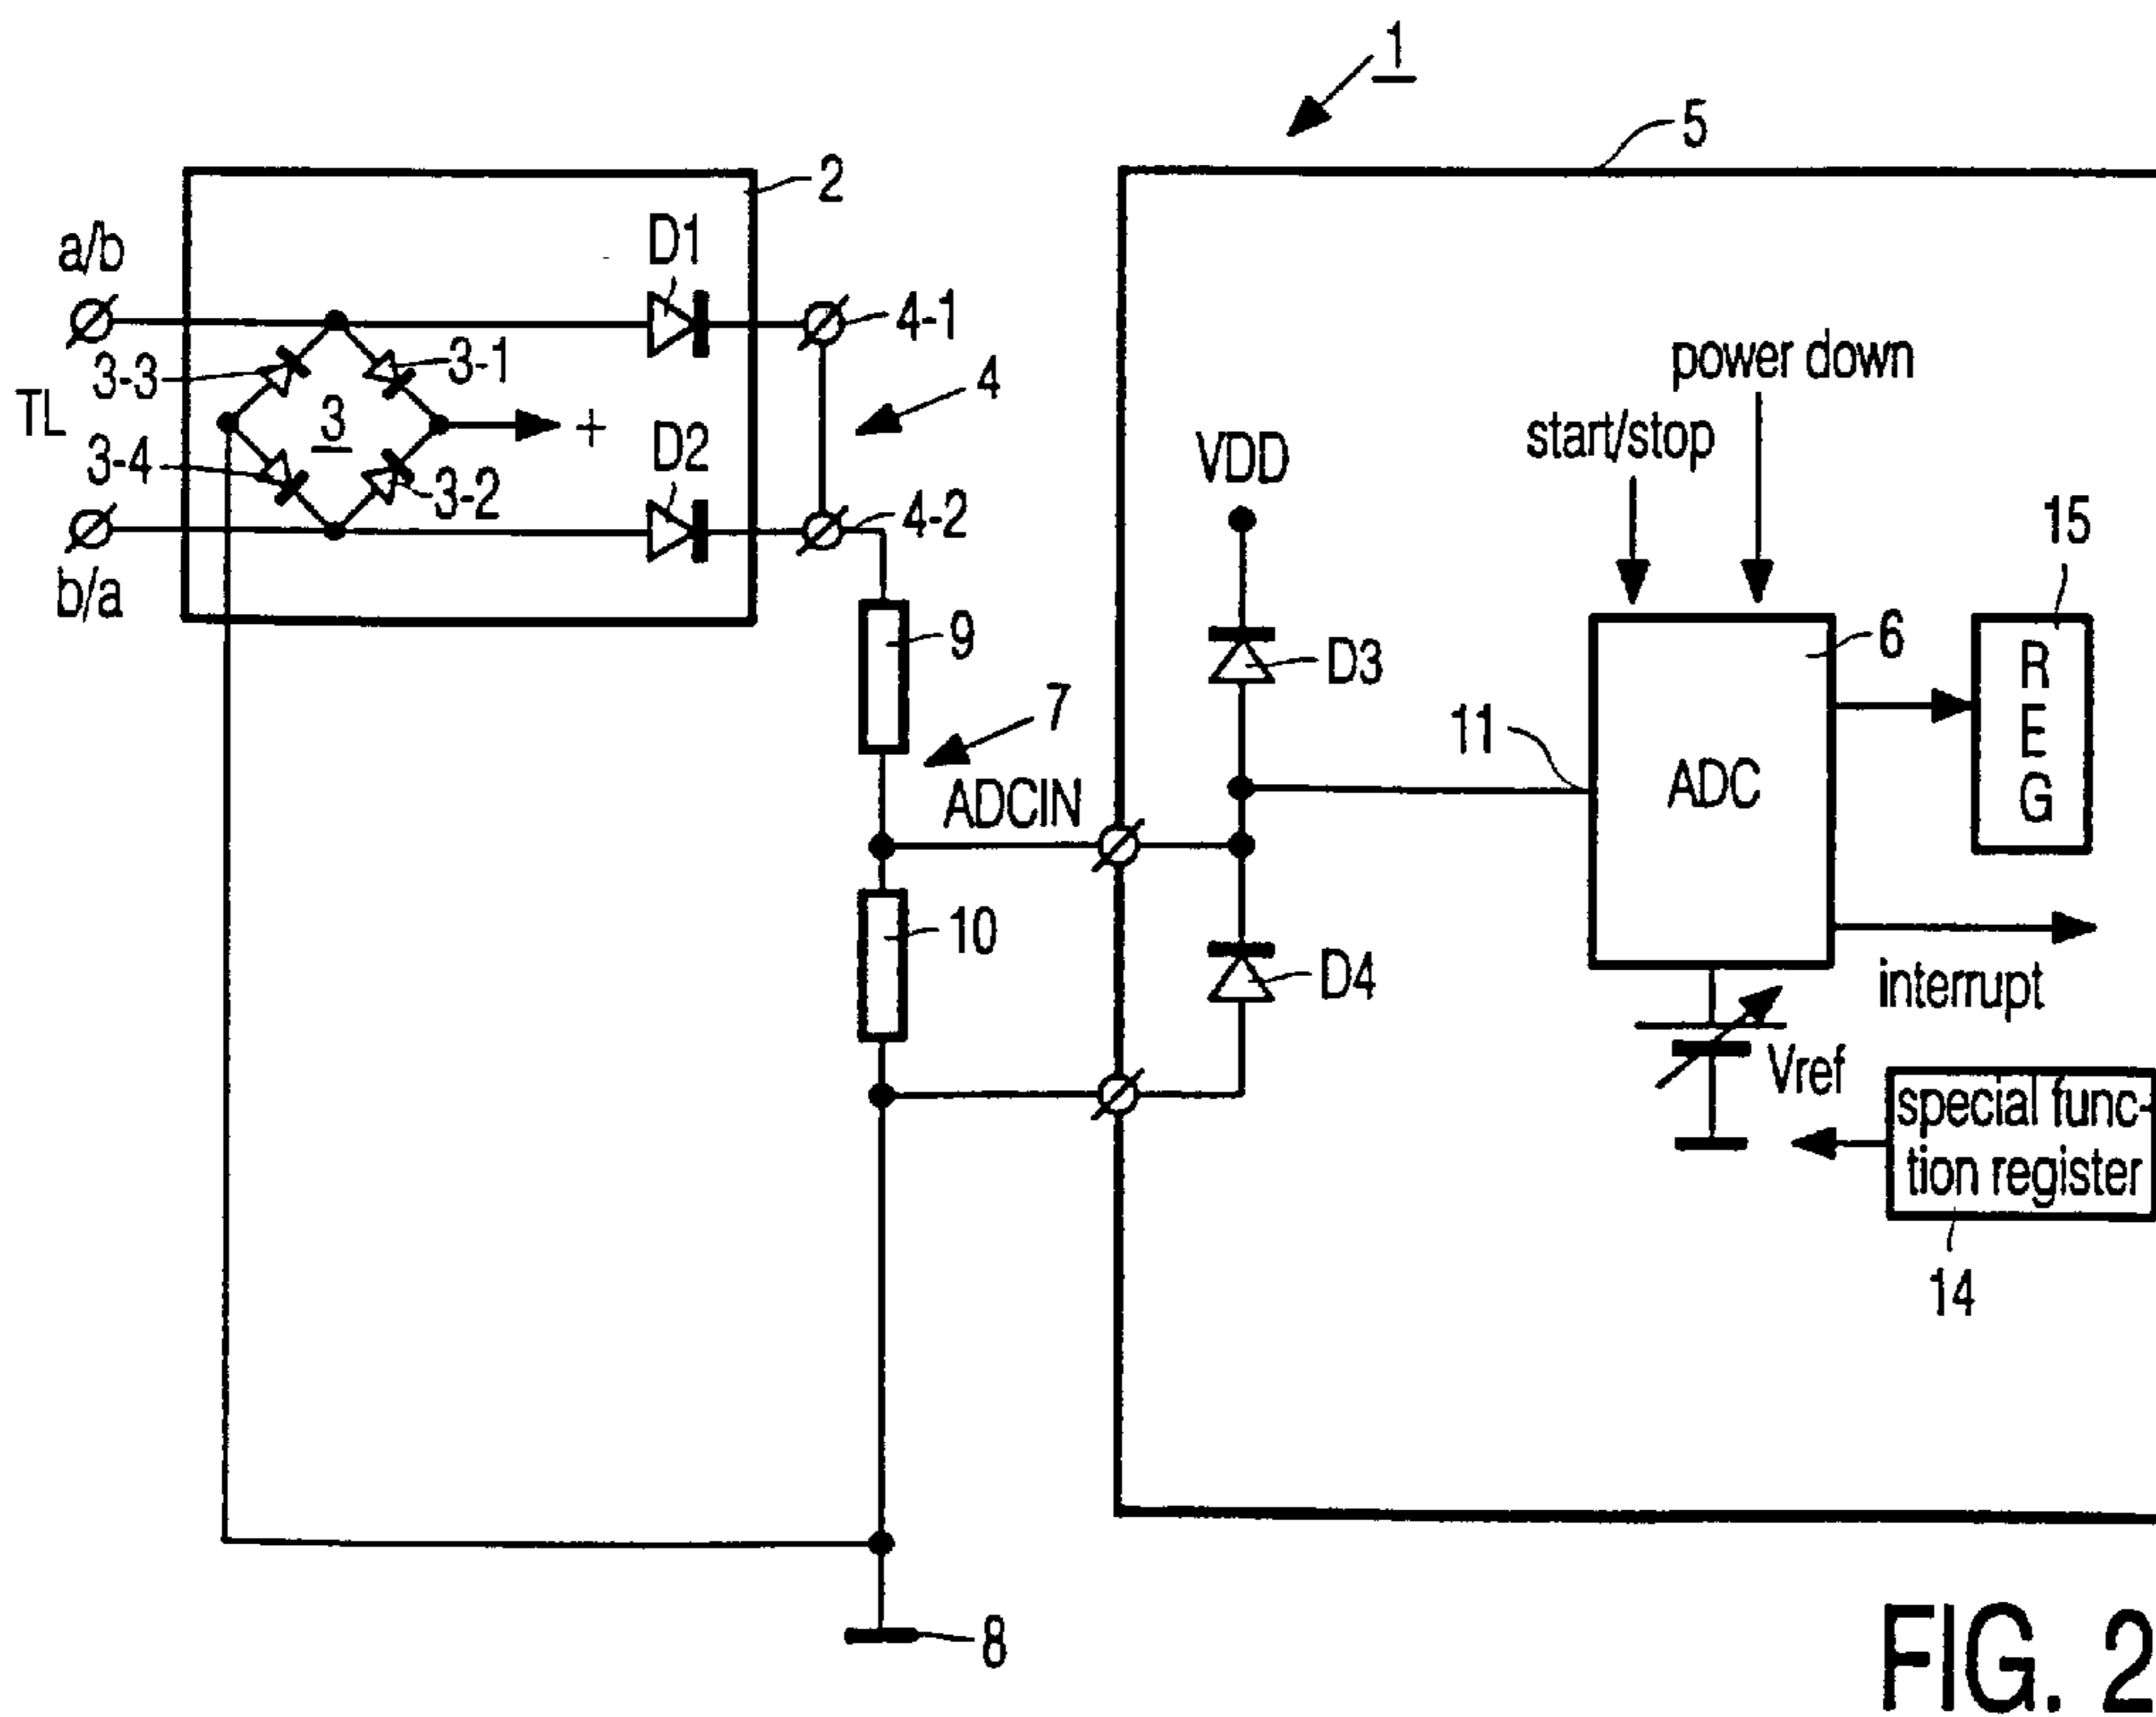 1
5
2
a/b
D1
4-1
3-3
3-1
TL
3
+
4
3-4
D2
3-2
4-2
b/a
power down
start/stop
VDD
15
9
D3
6
R
E
G
7
11
ADCIN
ADC
10
D4
interrupt
Vref
special func-
tion register
14
8
FIG. 2